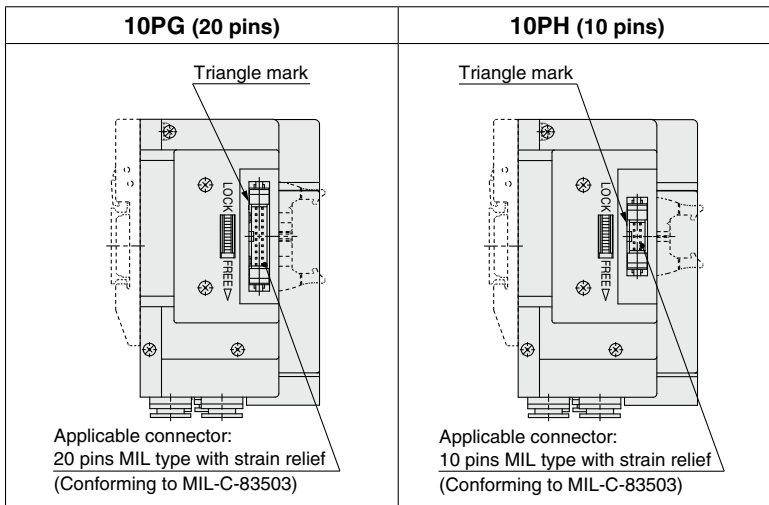 10PG (20 pins)
Triangle mark
LOCK
FREE
Applicable connector:
20 pins MIL type with strain relief
(Conforming to MIL-C-83503)
10PH (10 pins)
Triangle mark
LOCK
FREE
Applicable connector:
10 pins MIL type with strain relief
(Conforming to MIL-C-83503)